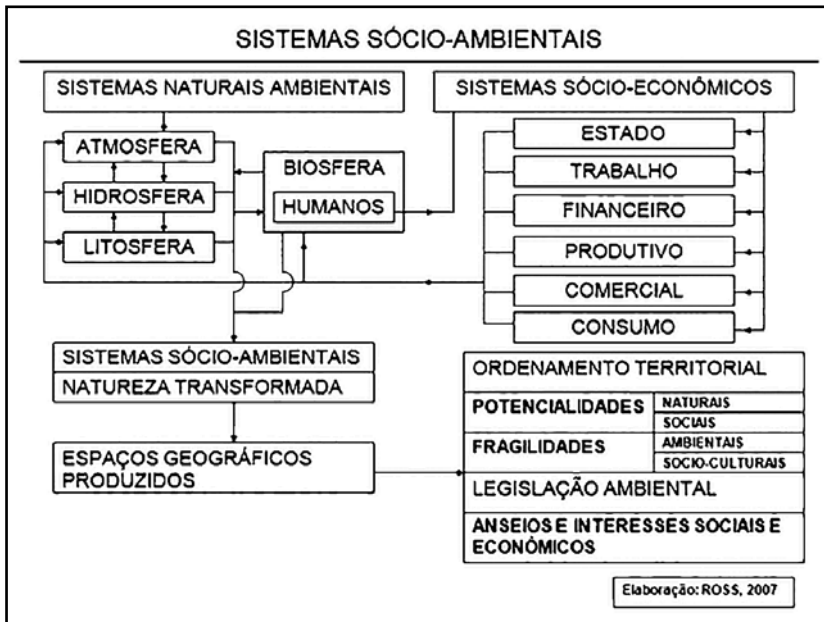 SISTEMAS SÓCIO-AMBIENTAIS
SISTEMAS NATURAIS AMBIENTAIS
SISTEMAS SÓCIO-ECONÔMICOS
ATMOSFERA
HIDROSFERA
LITOSFERA
BIOSFERA
HUMANOS
ESTADO
TRABALHO
FINANCEIRO
PRODUTIVO
COMERCIAL
CONSUMO
SISTEMAS SÓCIO-AMBIENTAIS
NATUREZA TRANSFORMADA
ESPAÇOS GEOGRÁFICOS
PRODUZIDOS
ORDENAMENTO TERRITORIAL
POTENCIALIDADES
NATURAIS
SOCIAIS
FRAGILIDADES
AMBIENTAIS
SOCIO-CULTURAIS
LEGISLAÇÃO AMBIENTAL
ANSEIOS E INTERESSES SOCIAIS E
ECONÔMICOS
Elaboração: ROSS, 2007